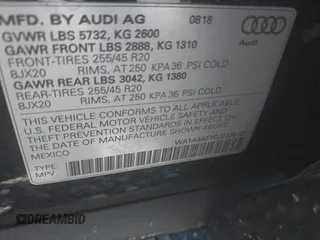 MFD. BY AUDI AG 08/18
GVWR LBS 5732, KG 2600
GAWR FRONT LBS 2888, KG 1310
FRONT-TIRES 255/45 R20
8JX20 RIMS, AT 250 KPA 36 PSI COLD
GAWR REAR LBS 3042, KG 1380
REAR-TIRES 255/45 R20
8JX20 RIMS, AT 250 KPA 36 PSI COLD
THIS VEHICLE CONFORMS TO ALL APPLICABLE
U.S. FEDERAL MOTOR VEHICLE SAFETY AND
THEFT PREVENTION STANDARDS IN EFFECT ON
THE DATE OF MANUFACTURE SHOWN ABOVE.
MEXICO
TYPE:
MPV
Audi
DREAMBID